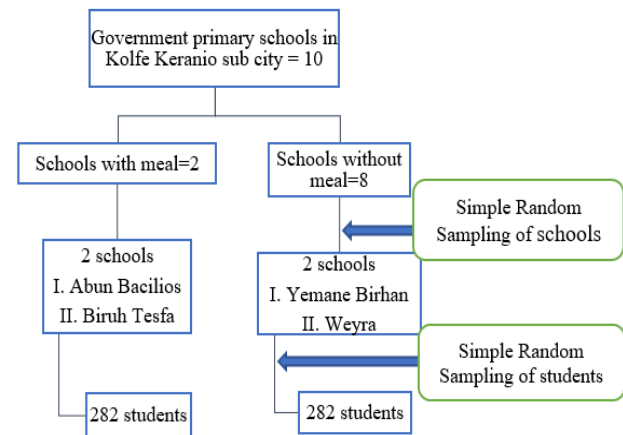 Government primary schools in
Kolfe Keranio sub city = 10
Schools with meal=2
Schools without
meal=8
Simple Random
Sampling of schools
2 schools
I. Abun Bacilios
II. Biruh Tesfa
2 schools
I. Yemane Birhan
II. Weyra
Simple Random
Sampling of students
282 students
282 students